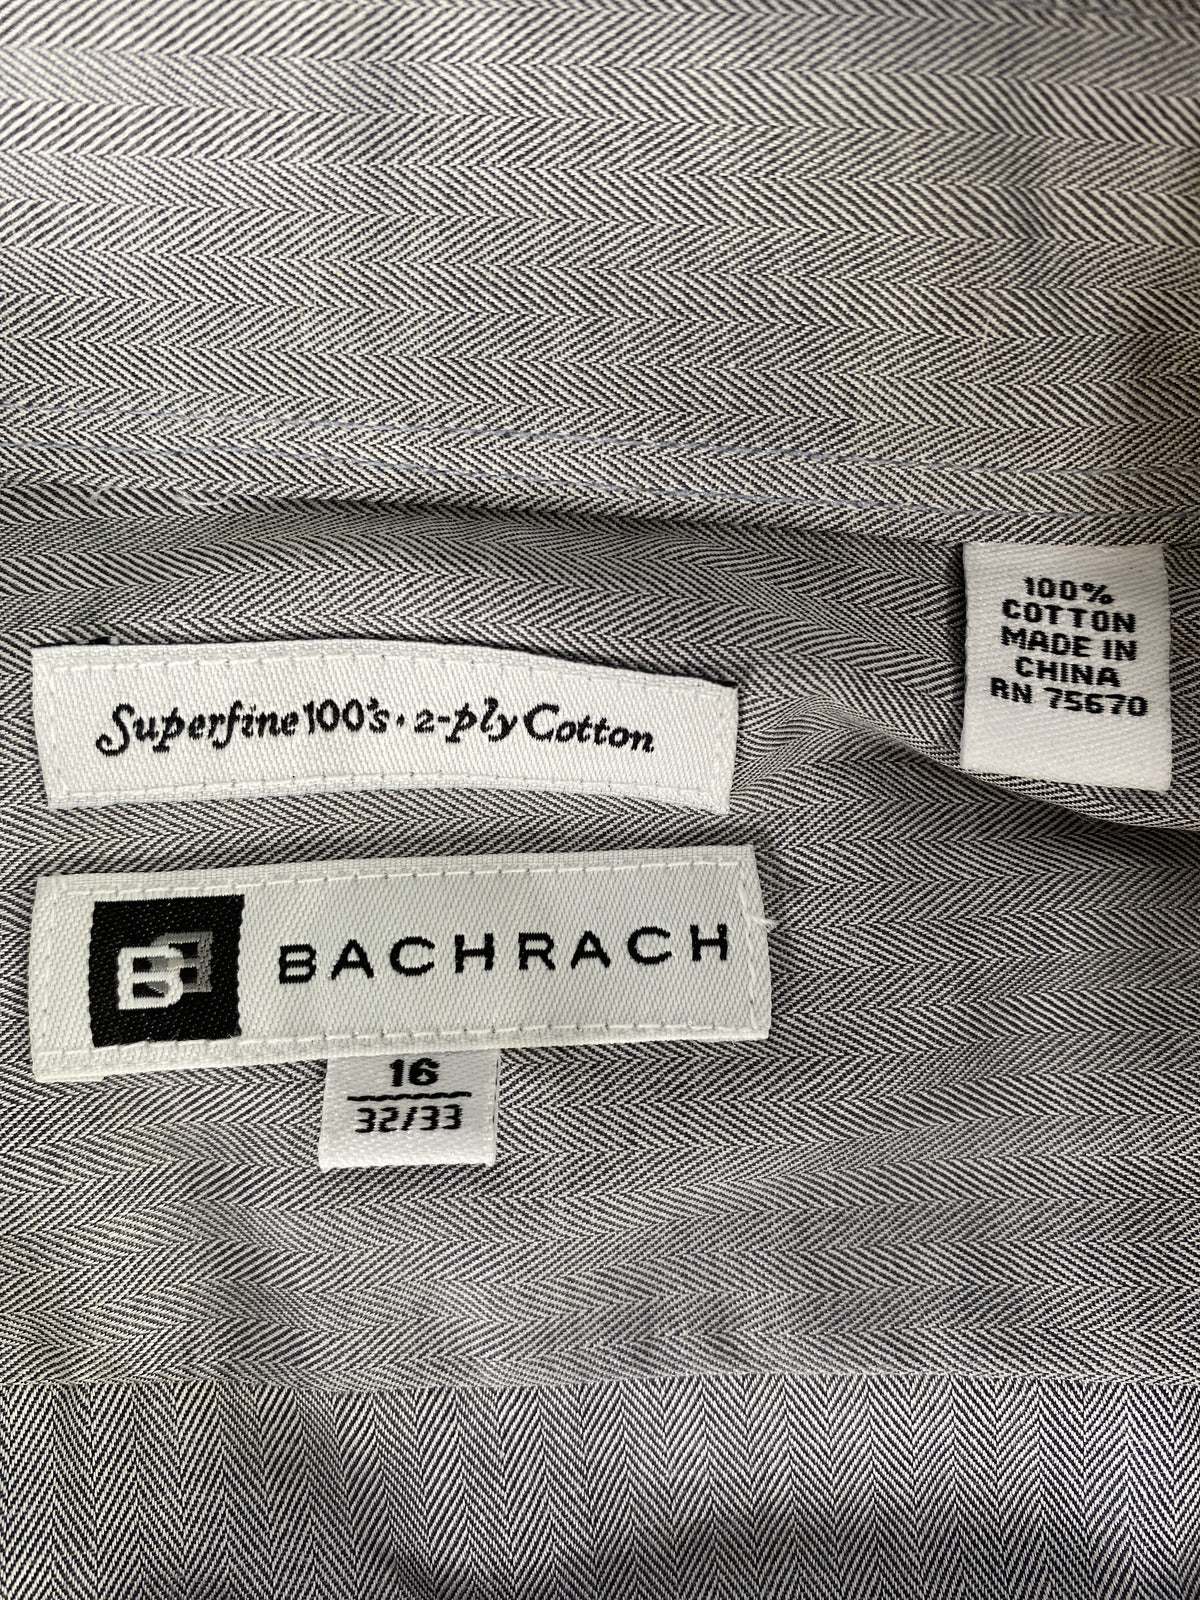 100%
COTTON
MADE IN
CHINA
RN 75670
Superfine 100's · 2-ply Cotton
B BACHRACH
16
32/33